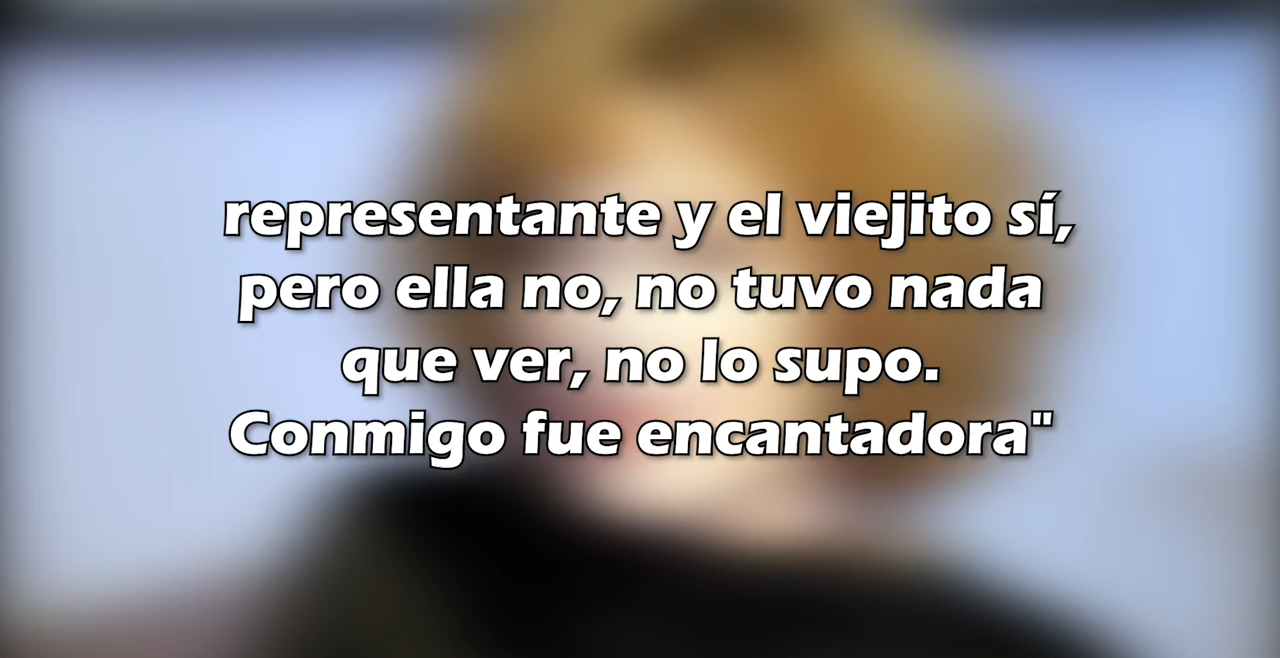 representante y el viejito sí,
pero ella no, no tuvo nada
que ver, no lo supo.
Conmigo fue encantadora"